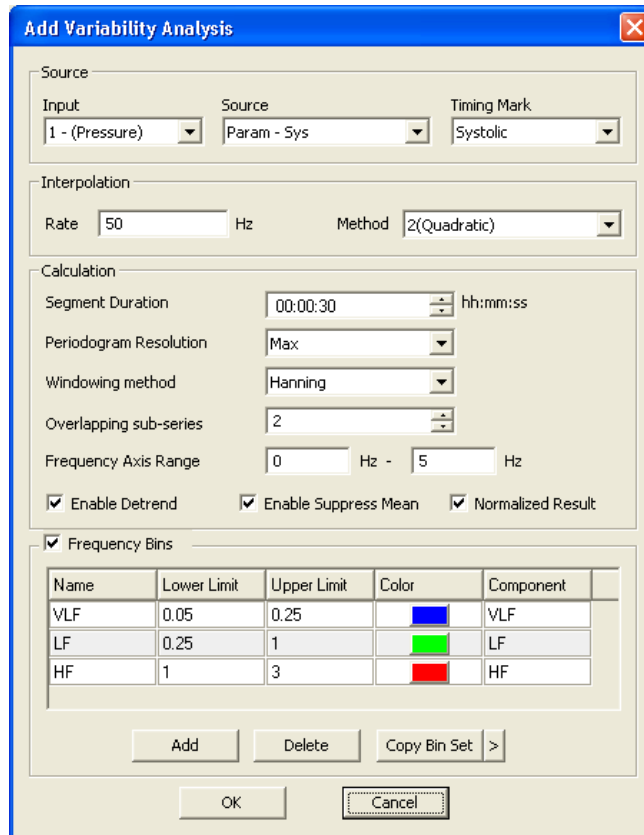 Add Variability Analysis
Source
Input Source Timing Mark
1 - (Pressure) Param - Sys Systolic
Interpolation
Rate 50 Hz Method 2(Quadratic)
Calculation
Segment Duration 00:00:30 hh:mm:ss
Periodogram Resolution Max
Windowing method Hanning
Overlapping sub-series 2
Frequency Axis Range 0 Hz - 5 Hz
Enable Detrend Enable Suppress Mean Normalized Result
Frequency Bins
Name Lower Limit Upper Limit Color Component
VLF 0.05 0.25 VLF
LF 0.25 1 LF
HF 1 3 HF
Add Delete Copy Bin Set >
OK Cancel